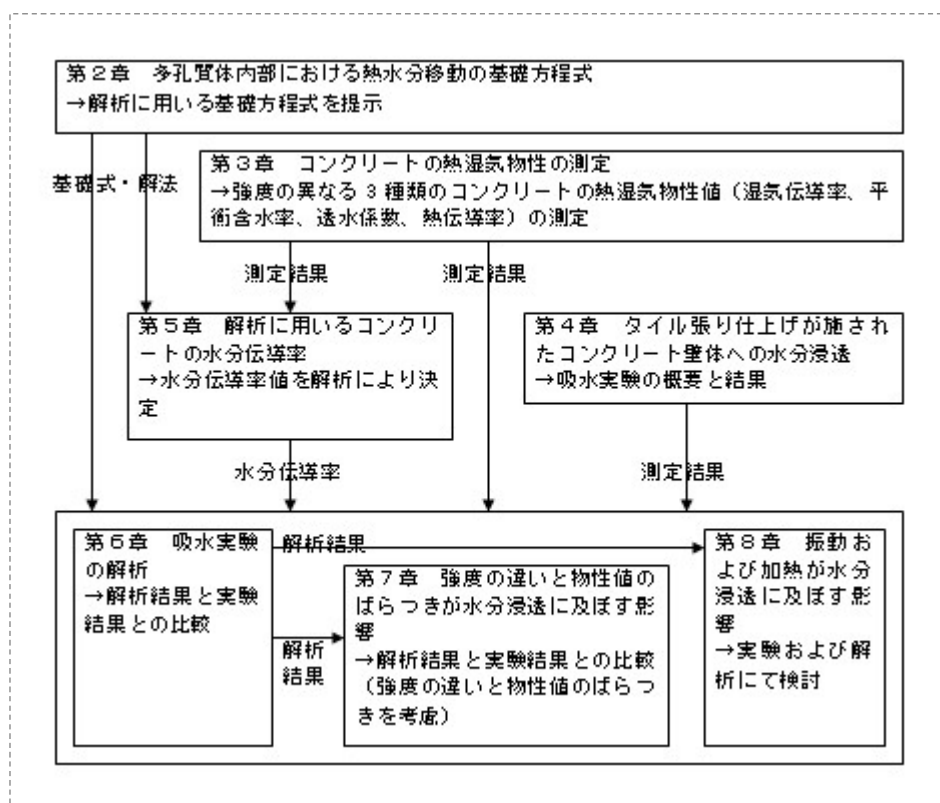 第２章　多孔質体内部における熱水分移動の基礎方程式
→解析に用いる基礎方程式を提示
基礎式・解法
第３章　コンクリートの熱湿気物性の測定
→強度の異なる３種類のコンクリートの熱湿気物性値（湿気伝導率、平
衡含水率、透水係数、熱伝導率）の測定
測定結果
測定結果
第５章　解析に用いるコンクリ
ートの水分伝導率
→水分伝導率値を解析により決
定
第４章　タイル張り仕上げが施され
たコンクリート壁体への水分浸透
→吸水実験の概要と結果
水分伝導率
測定結果
第６章　吸水実験
の解析
→解析結果と実験
結果との比較
解析結果
解析
結果
第７章　強度の違いと物性値の
ばらつきが水分浸透に及ぼす影
響
→解析結果と実験結果との比較
（強度の違いと物性値のばらつ
きを考慮）
第８章　振動お
よび加熱が水分
浸透に及ぼす影
響
→実験および解
析にて検討